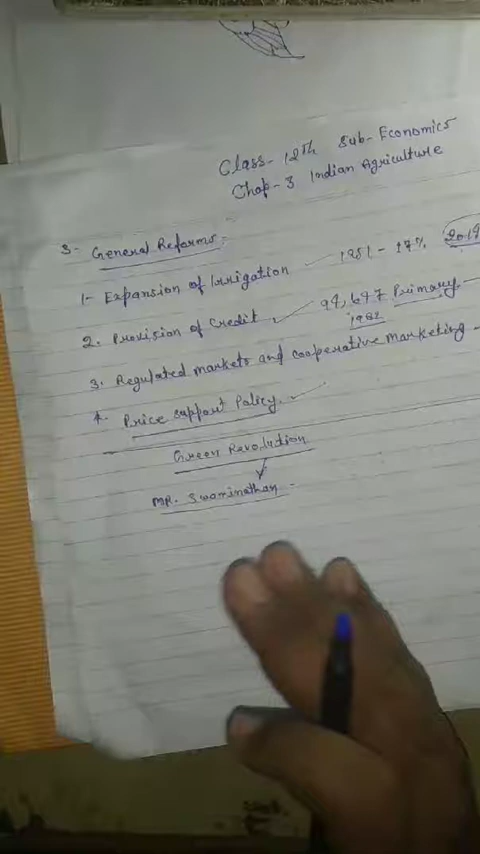 Class- 12th Sub- Economics
Chap-3 Indian Agriculture
3- General Reforms-
1- Expansion of Irrigation - 1951 - 17% 2019
2. Provision of Credit 94,647 Primary
1982
3. Regulated markets and cooperative marketing -
4- Price support Policy.
Green Revolution
MR. Swaminathan -